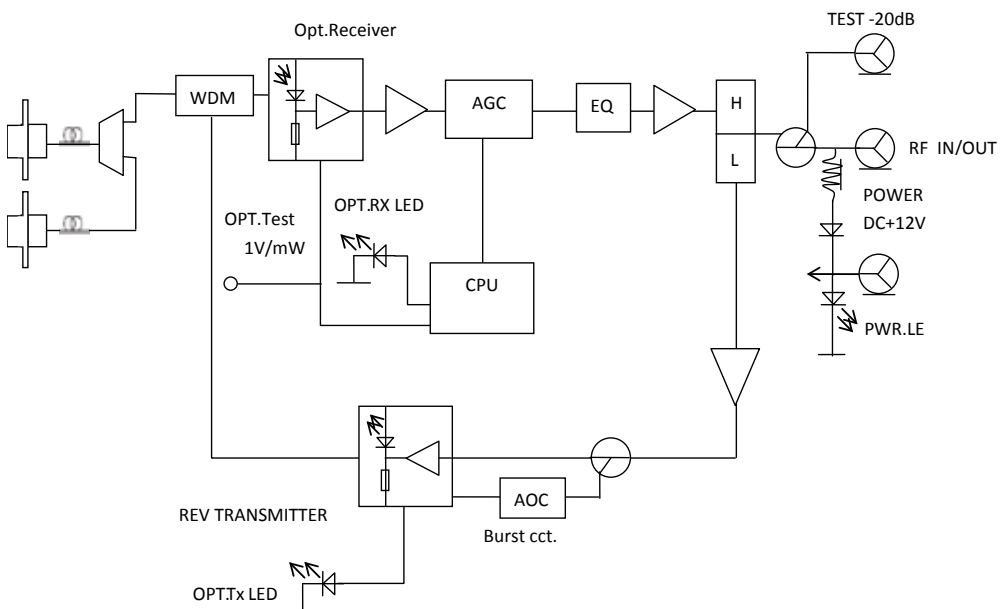 TEST -20dB
Opt.Receiver
WDM
AGC
EQ
H
L
RF IN/OUT
POWER
DC+12V
OPT.RX LED
OPT.Test
1V/mW
CPU
PWR.LE
REV TRANSMITTER
AOC
Burst cct.
OPT.Tx LED